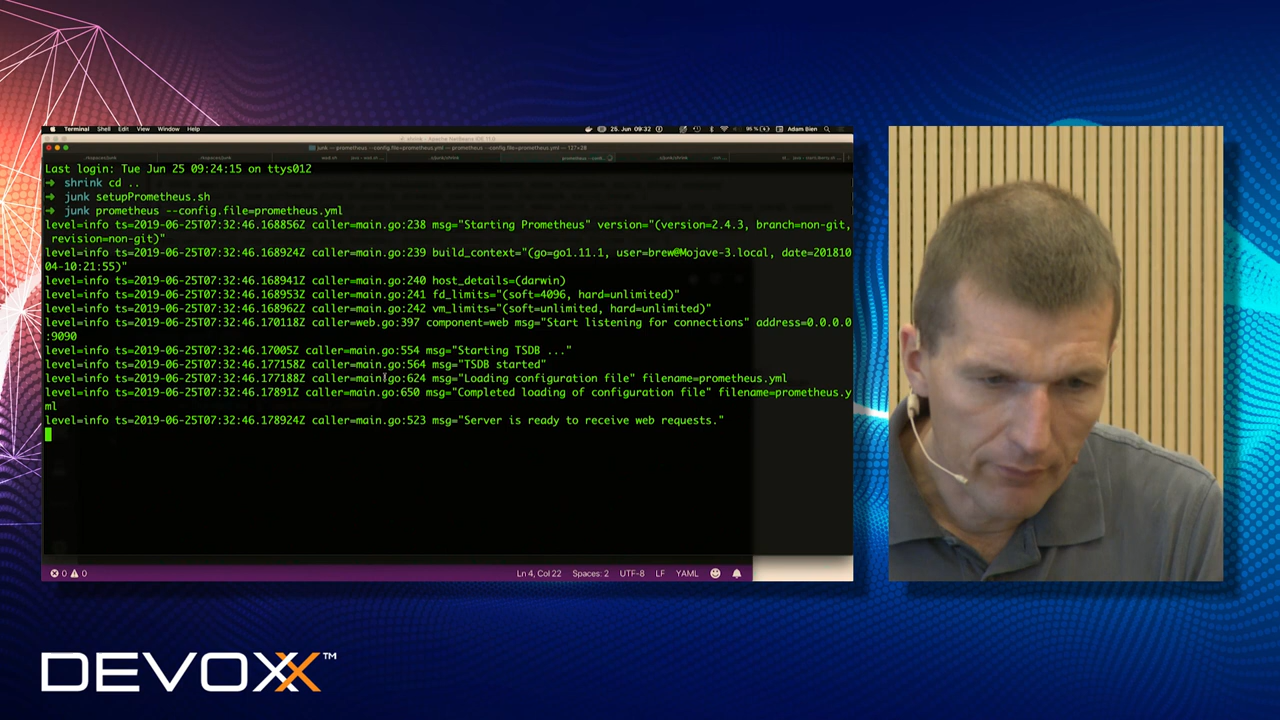 Terminal Shell Edit View Window Help
25. Jun 09:32
96 %
Adam Bien
junk — prometheus --config.file=prometheus.yml — prometheus --config.file=prometheus.yml — 127×28
Last login: Tue Jun 25 09:24:15 on ttys012
➜ shrink cd ..
➜ junk setupPrometheus.sh
➜ junk prometheus --config.file=prometheus.yml
level=info ts=2019-06-25T07:32:46.168856Z caller=main.go:238 msg="Starting Prometheus" version="(version=2.4.3, branch=non-git,
revision=non-git)"
level=info ts=2019-06-25T07:32:46.168924Z caller=main.go:239 build_context="(go=go1.11.1, user=brew@Mojave-3.local, date=201810
04-10:21:55)"
level=info ts=2019-06-25T07:32:46.168941Z caller=main.go:240 host_details=(darwin)
level=info ts=2019-06-25T07:32:46.168953Z caller=main.go:241 fd_limits="(soft=4096, hard=unlimited)"
level=info ts=2019-06-25T07:32:46.168962Z caller=main.go:242 vm_limits="(soft=unlimited, hard=unlimited)"
level=info ts=2019-06-25T07:32:46.170118Z caller=web.go:397 component=web msg="Start listening for connections" address=0.0.0.0
:9090
level=info ts=2019-06-25T07:32:46.17005Z caller=main.go:554 msg="Starting TSDB ..."
level=info ts=2019-06-25T07:32:46.177158Z caller=main.go:564 msg="TSDB started"
level=info ts=2019-06-25T07:32:46.177188Z caller=main.go:624 msg="Loading configuration file" filename=prometheus.yml
level=info ts=2019-06-25T07:32:46.17891Z caller=main.go:650 msg="Completed loading of configuration file" filename=prometheus.y
ml
level=info ts=2019-06-25T07:32:46.178924Z caller=main.go:523 msg="Server is ready to receive web requests."
0 0
Ln 4, Col 22 Spaces: 2 UTF-8 LF YAML
DEVOXX™